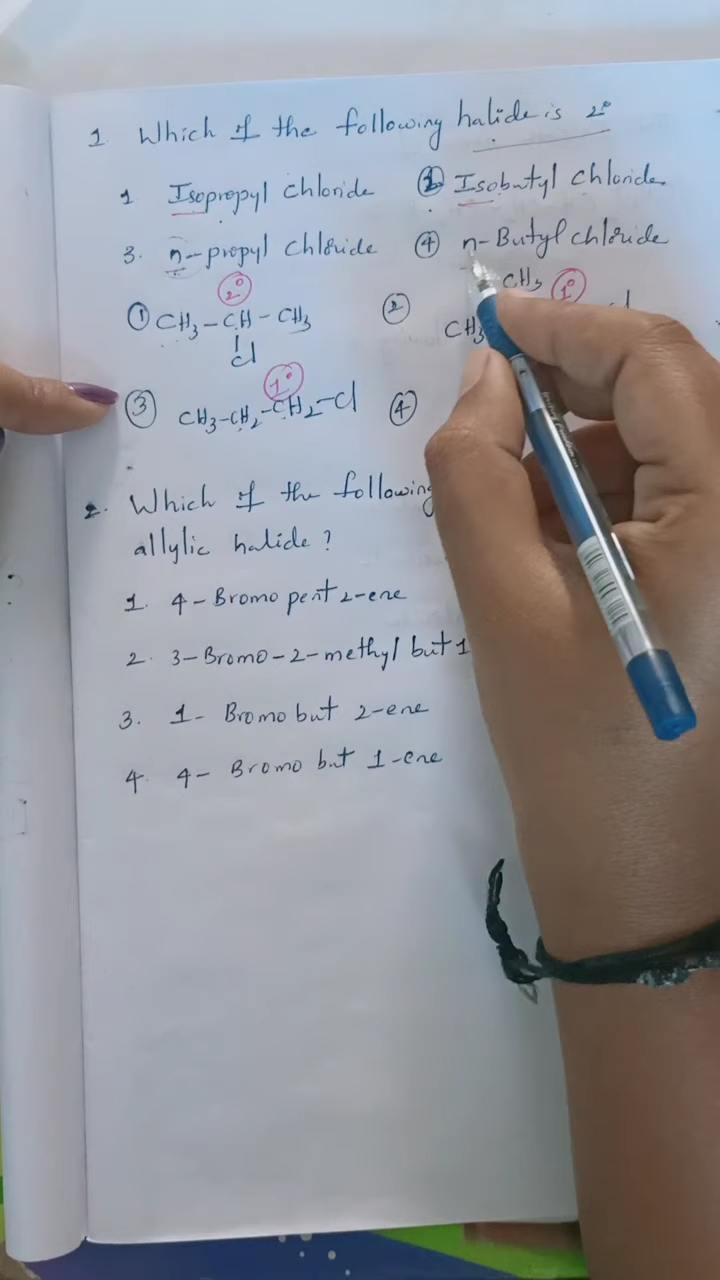 1 Which of the following halide is 2°
1 Isopropyl chloride ② Isobutyl chloride
3. n-propyl chloride ④ n-Butyl chloride
2° CH3 1°
① CH3-CH-CH3 ② CH3
Cl
1°
③ CH3-CH2-CH2-Cl ④
2. Which of the following
allylic halide?
1. 4-Bromo pent 2-ene
2. 3-Bromo-2-methyl but 1
3. 1- Bromo but 2-ene
4. 4- Bromo but 1-ene